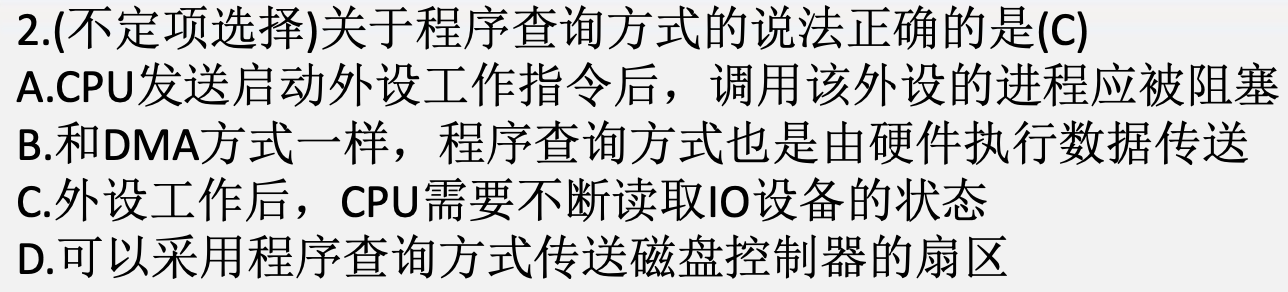 2.(不定项选择)关于程序查询方式的说法正确的是(C)
A.CPU发送启动外设工作指令后，调用该外设的进程应被阻塞
B.和DMA方式一样，程序查询方式也是由硬件执行数据传送
C.外设工作后，CPU需要不断读取IO设备的状态
D.可以采用程序查询方式传送磁盘控制器的扇区